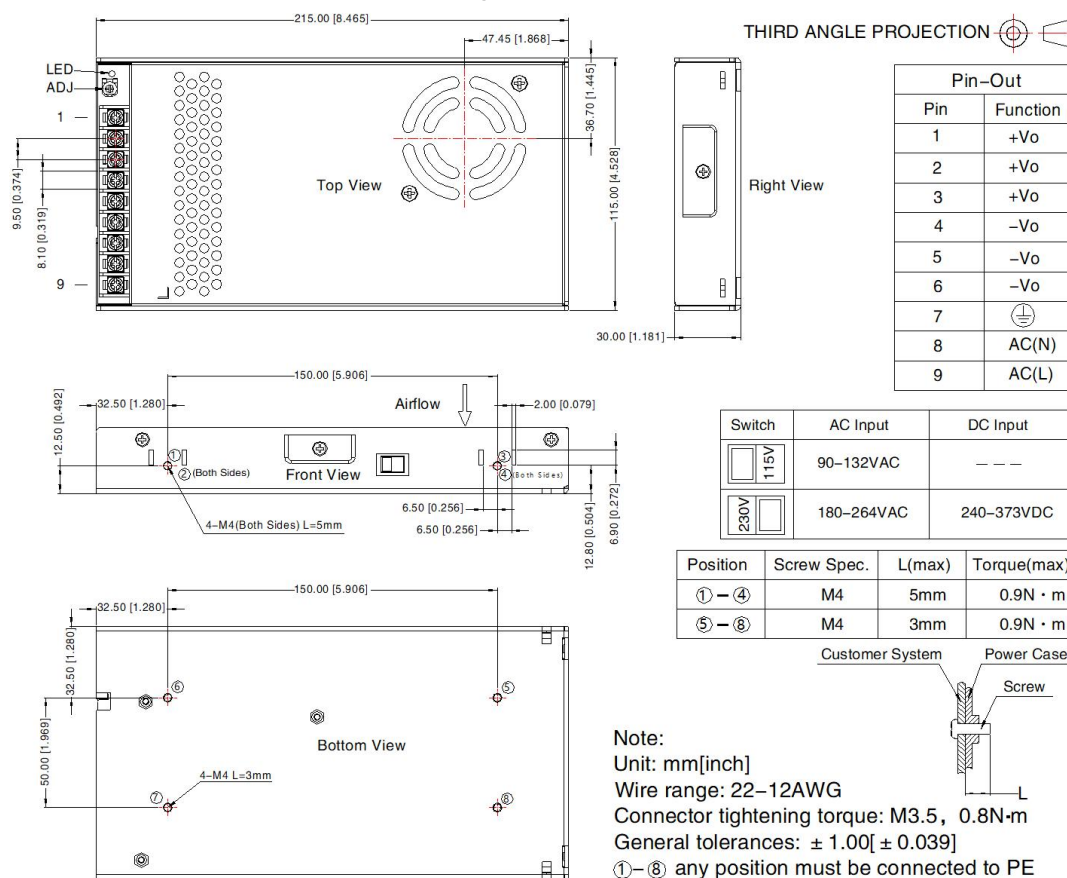 215.00 [8.465]
47.45 [1.868]
THIRD ANGLE PROJECTION
LED
ADJ
1
9
9.50 [0.374]
8.10 [0.319]
Top View
36.70 [1.445]
115.00 [4.528]
Right View
30.00 [1.181]
Pin-Out
Pin Function
1 +Vo
2 +Vo
3 +Vo
4 -Vo
5 -Vo
6 -Vo
7
8 AC(N)
9 AC(L)
150.00 [5.906]
32.50 [1.280]
Airflow
2.00 [0.079]
12.50 [0.492]
①
② (Both Sides)
Front View
③
④ (Both Sides)
6.50 [0.256]
6.50 [0.256]
4-M4(Both Sides) L=5mm
12.80 [0.504]
6.90 [0.272]
Switch AC Input DC Input
115V 90-132VAC ---
230V 180-264VAC 240-373VDC
Position Screw Spec. L(max) Torque(max)
①-④ M4 5mm 0.9N·m
⑤-⑧ M4 3mm 0.9N·m
Customer System
Power Case
Screw
L
150.00 [5.906]
32.50 [1.280]
32.50 [1.280]
50.00 [1.969]
⑥
⑤
Bottom View
4-M4 L=3mm
⑦
⑧
Note:
Unit: mm[inch]
Wire range: 22-12AWG
Connector tightening torque: M3.5, 0.8N·m
General tolerances: ±1.00[±0.039]
①-⑧ any position must be connected to PE